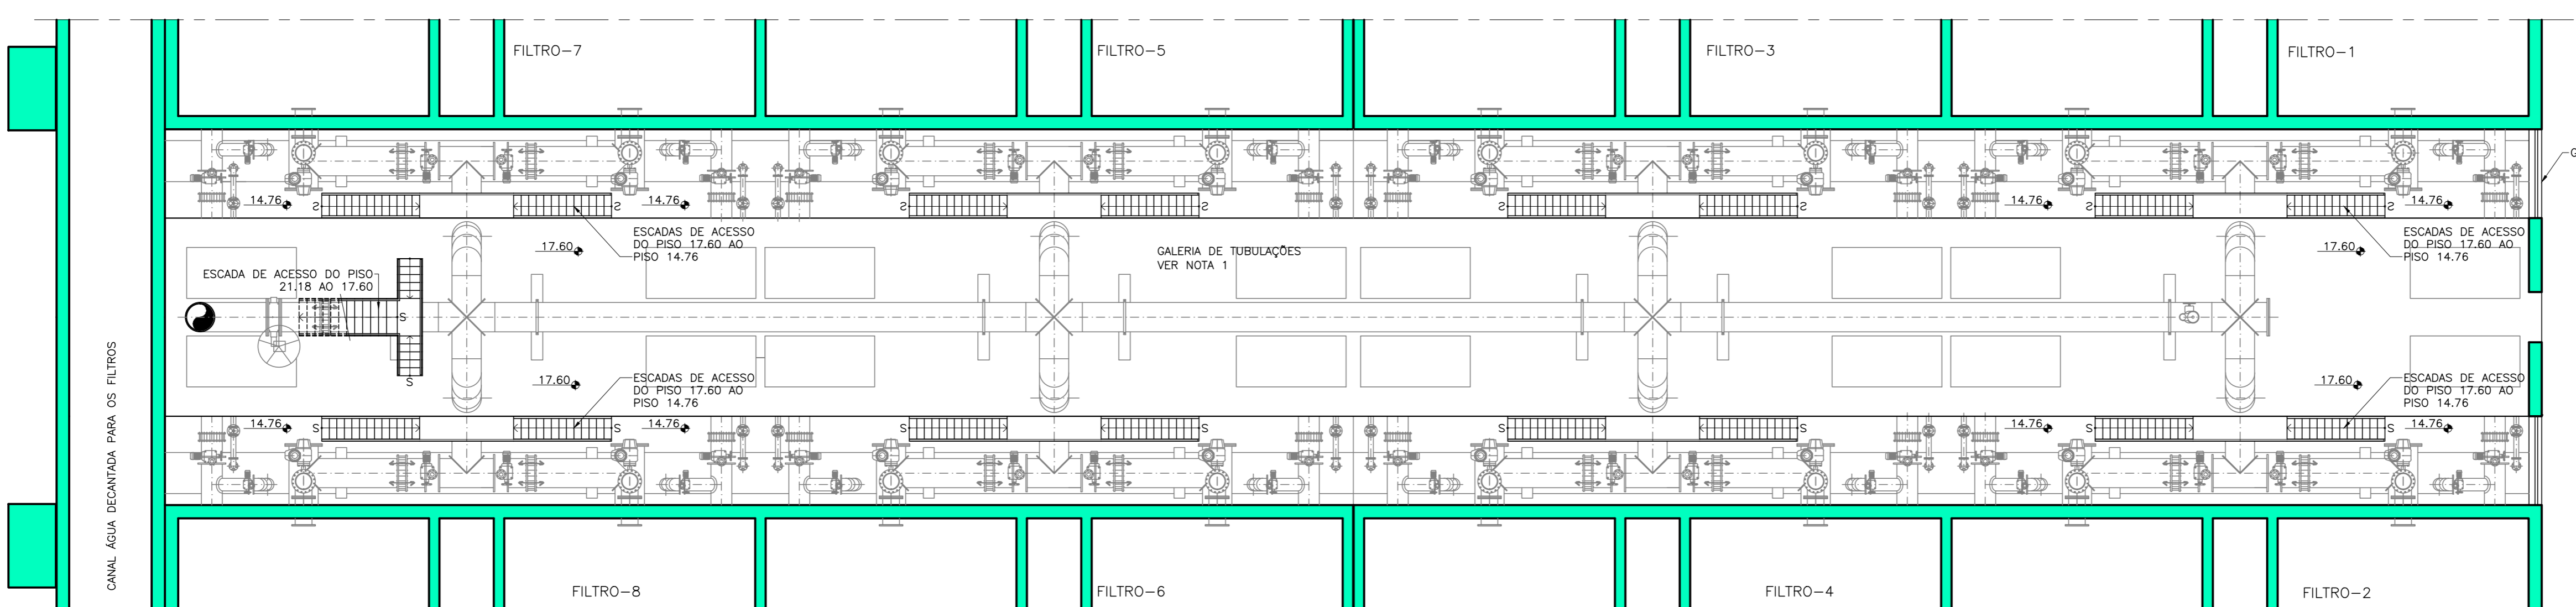 FILTRO-7
FILTRO-5
FILTRO-3
FILTRO-1
G
14.76
14.76
14.76
14.76
S
S
S
S
S
S
S
S
ESCADAS DE ACESSO
DO PISO 17.60 AO
PISO 14.76
17.60
GALERIA DE TUBULAÇÕES
VER NOTA 1
17.60
ESCADAS DE ACESSO
DO PISO 17.60 AO
PISO 14.76
ESCADA DE ACESSO DO PISO
21.18 AO 17.60
S
S
CANAL ÁGUA DECANTADA PARA OS FILTROS
17.60
ESCADAS DE ACESSO
DO PISO 17.60 AO
PISO 14.76
17.60
ESCADAS DE ACESSO
DO PISO 17.60 AO
PISO 14.76
14.76
14.76
14.76
14.76
S
S
S
S
S
S
S
S
FILTRO-8
FILTRO-6
FILTRO-4
FILTRO-2